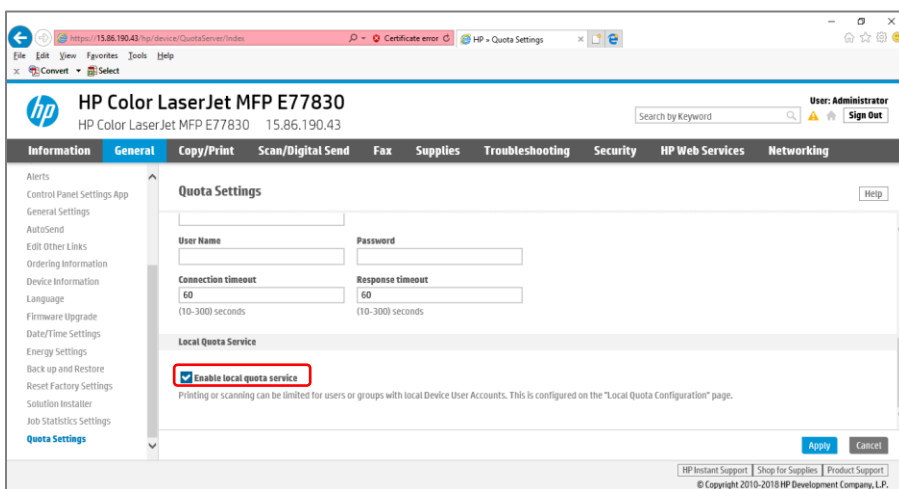 https://15.86.190.43/hp/device/QuotaServer/Index
Certificate error
HP - Quota Settings
File Edit View Favorites Tools Help
x Convert Select
hp
HP Color LaserJet MFP E77830
HP Color LaserJet MFP E77830 15.86.190.43
User: Administrator
Search by Keyword
Sign Out
Information General Copy/Print Scan/Digital Send Fax Supplies Troubleshooting Security HP Web Services Networking
Alerts
Control Panel Settings App
General Settings
AutoSend
Edit Other Links
Ordering Information
Device Information
Language
Firmware Upgrade
Date/Time Settings
Energy Settings
Back up and Restore
Reset Factory Settings
Solution Installer
Job Statistics Settings
Quota Settings
Quota Settings
Help
User Name Password
Connection timeout Response timeout
60 60
(10-300) seconds (10-300) seconds
Local Quota Service
Enable local quota service
Printing or scanning can be limited for users or groups with local Device User Accounts. This is configured on the "Local Quota Configuration" page.
Apply Cancel
HP Instant Support Shop for Supplies Product Support
© Copyright 2010-2018 HP Development Company, L.P.